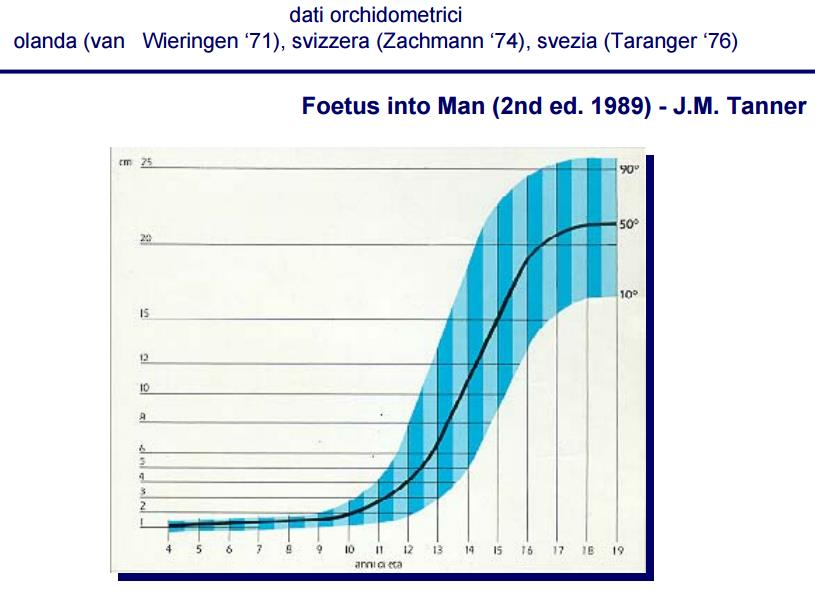 dati orchidometrici
olanda (van Wieringen ‘71), svizzera (Zachmann ‘74), svezia (Taranger ‘76)
Foetus into Man (2nd ed. 1989) - J.M. Tanner
cm 25
90°
50°
20
10°
15
12
10
8
6
5
4
3
2
1
4 5 6 7 8 9 10 11 12 13 14 15 16 17 18 19
anni di età